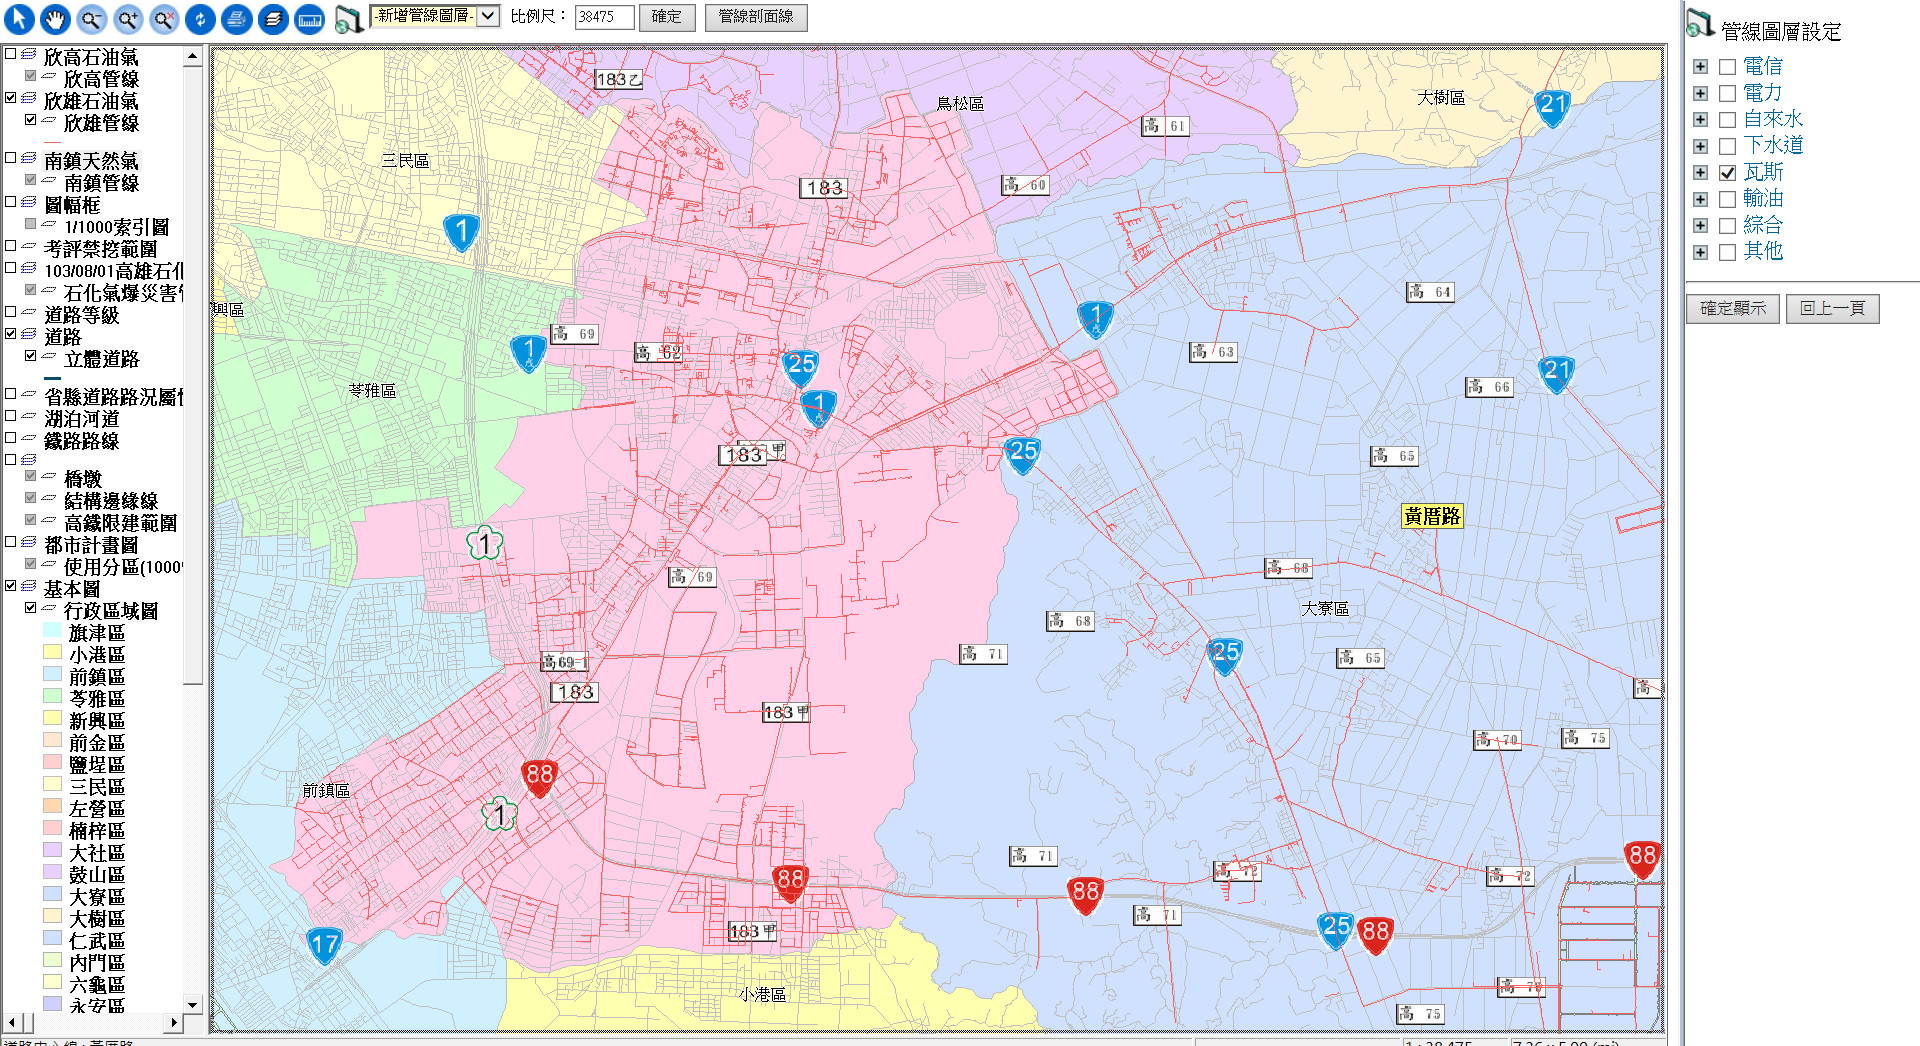 -新增管線圖層-
比例尺：
38475
確定
管線剖面線
欣高石油氣
欣高管線
欣雄石油氣
欣雄管線
南鎮天然氣
南鎮管線
圖幅框
1/1000索引圖
考評禁挖範圍
103/08/01高雄石化
石化氣爆災害
道路等級
道路
立體道路
省縣道路路況屬
湖泊河道
鐵路路線
橋墩
結構邊緣線
高鐵限建範圍
都市計畫圖
使用分區(1000
基本圖
行政區域圖
旗津區
小港區
前鎮區
苓雅區
新興區
前金區
鹽埕區
三民區
左營區
楠梓區
大社區
鼓山區
大寮區
大樹區
仁武區
內門區
六龜區
永安區
183乙
鳥松區
大樹區
21
高 61
三民區
183
高 60
1
興區
高 64
1戊
高 69
高 62
1戊
高 63
25
21
苓雅區
1戊
高 66
183
甲
25
高 65
黃厝路
1
高 69
高 68
大寮區
高 68
高 71
25
高 65
高69-1
183
高
183甲
高 70
高 75
88
前鎮區
1
高 71
88
88
高 72
高 72
88
高 71
183甲
17
25
88
小港區
高 75
管線圖層設定
電信
電力
自來水
下水道
瓦斯
輸油
綜合
其他
確定顯示
回上一頁